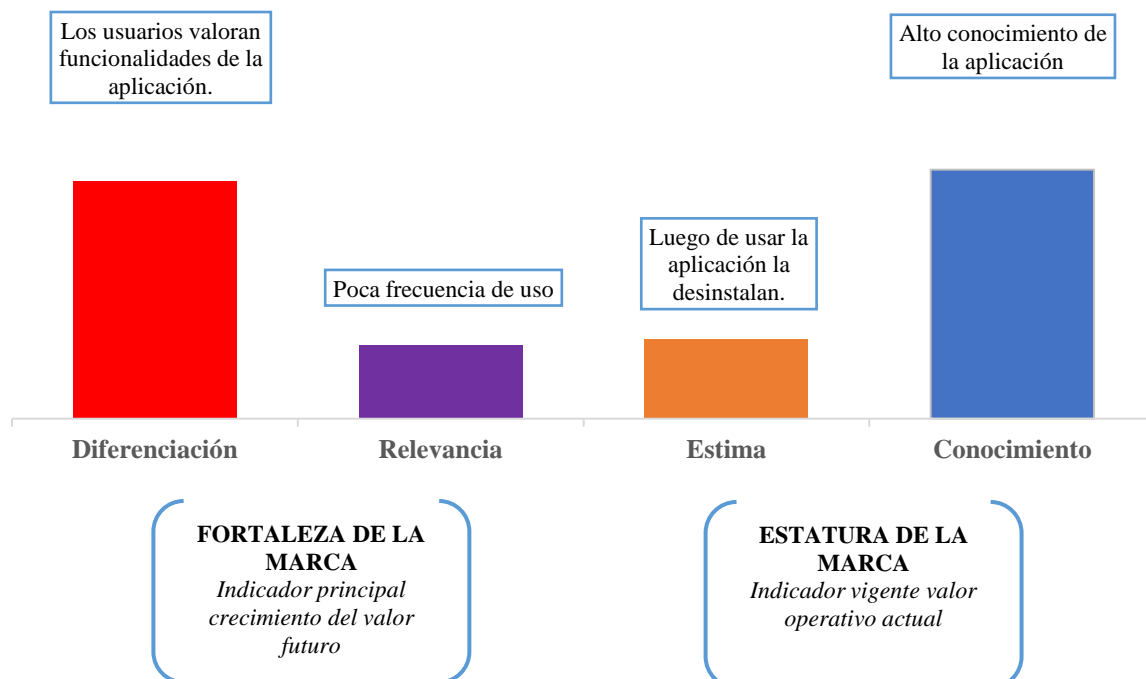 Los usuarios valoran
funcionalidades de la
aplicación.
Alto conocimiento de
la aplicación
Poca frecuencia de uso
Luego de usar la
aplicación la
desinstalan.
Diferenciación
Relevancia
Estima
Conocimiento
FORTALEZA DE LA
MARCA
Indicador principal
crecimiento del valor
futuro
ESTATURA DE LA
MARCA
Indicador vigente valor
operativo actual